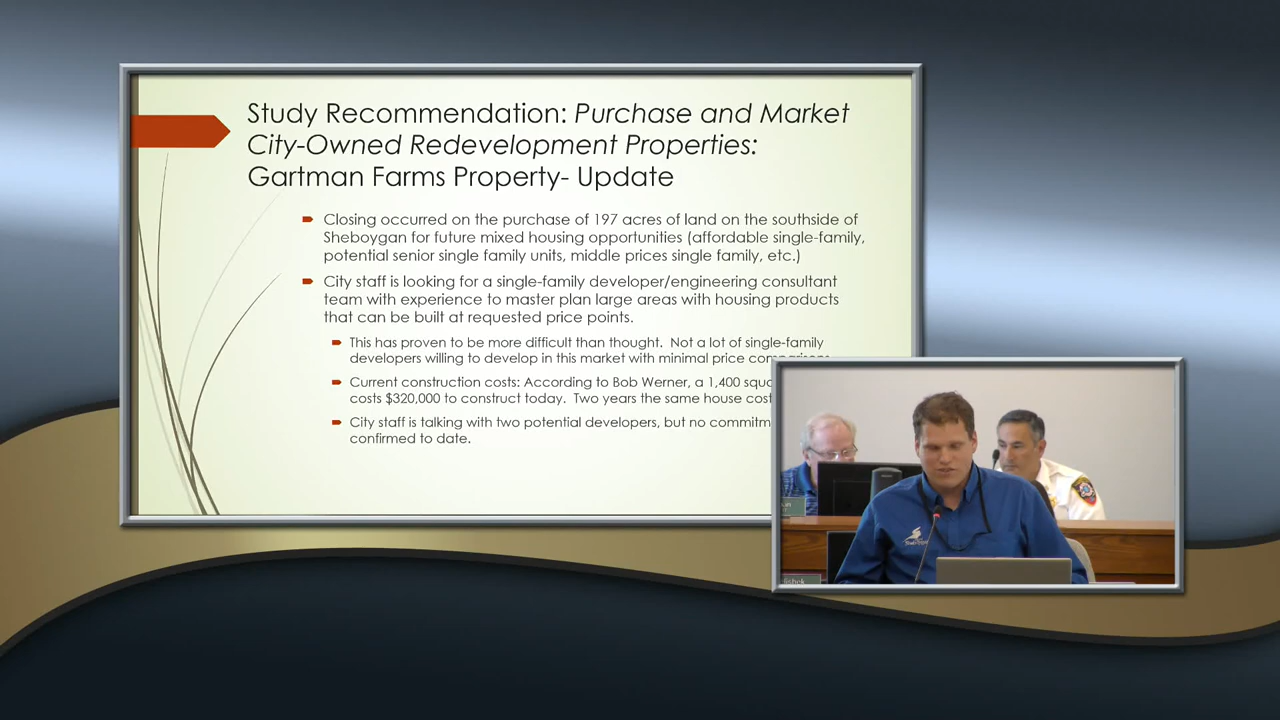 Study Recommendation: Purchase and Market
City-Owned Redevelopment Properties:
Gartman Farms Property- Update
Closing occurred on the purchase of 197 acres of land on the southside of
Sheboygan for future mixed housing opportunities (affordable single-family,
potential senior single family units, middle prices single family, etc.)
City staff is looking for a single-family developer/engineering consultant
team with experience to master plan large areas with housing products
that can be built at requested price points.
This has proven to be more difficult than thought.  Not a lot of single-family
developers willing to develop in this market with minimal price
Current construction costs: According to Bob Werner, a 1,400
costs $320,000 to construct today.  Two years the same house
City staff is talking with two potential developers, but no
confirmed to date.